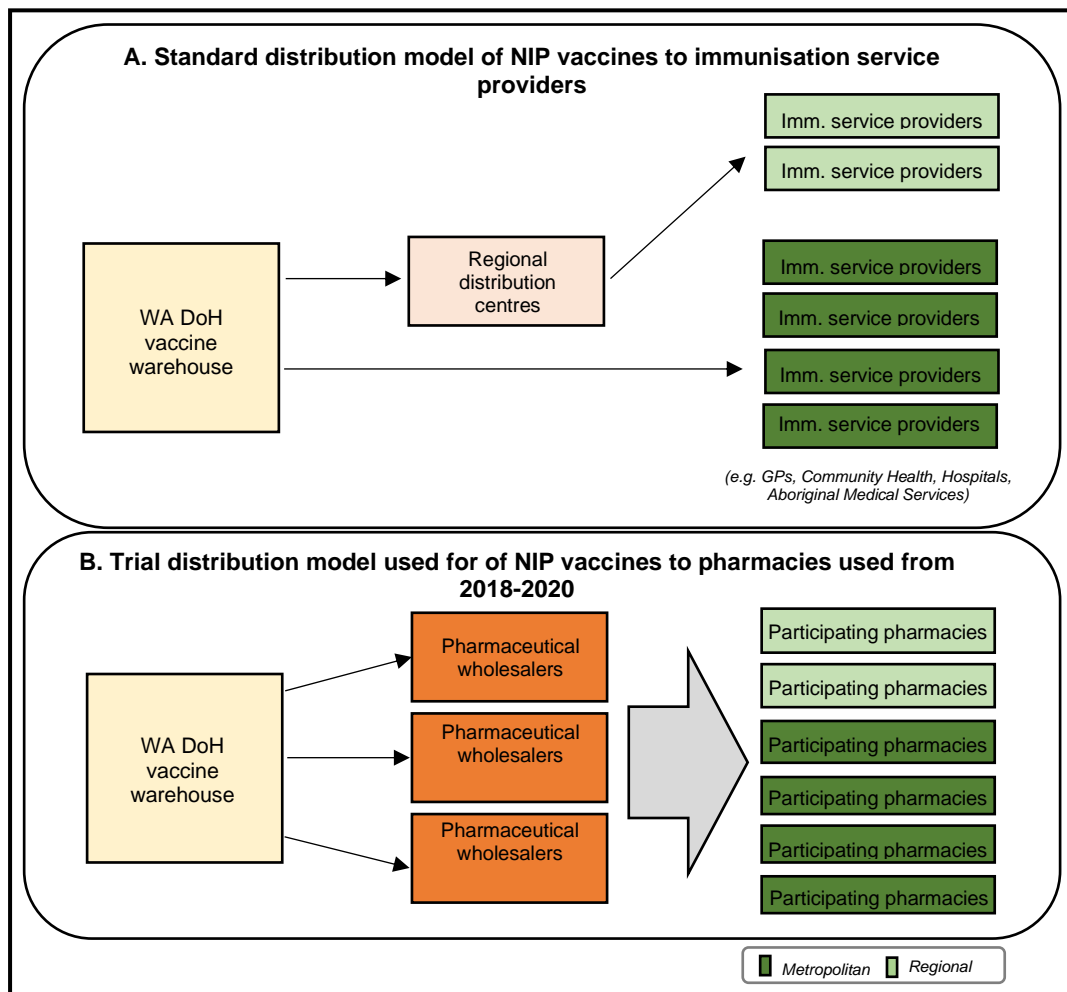 A. Standard distribution model of NIP vaccines to immunisation service
providers
Imm. service providers
Imm. service providers
WA DoH
vaccine
warehouse
Regional
distribution
centres
Imm. service providers
Imm. service providers
Imm. service providers
Imm. service providers
(e.g. GPs, Community Health, Hospitals,
Aboriginal Medical Services)
B. Trial distribution model used for of NIP vaccines to pharmacies used from
2018-2020
WA DoH
vaccine
warehouse
Pharmaceutical
wholesalers
Pharmaceutical
wholesalers
Pharmaceutical
wholesalers
Participating pharmacies
Participating pharmacies
Participating pharmacies
Participating pharmacies
Participating pharmacies
Participating pharmacies
Metropolitan
Regional